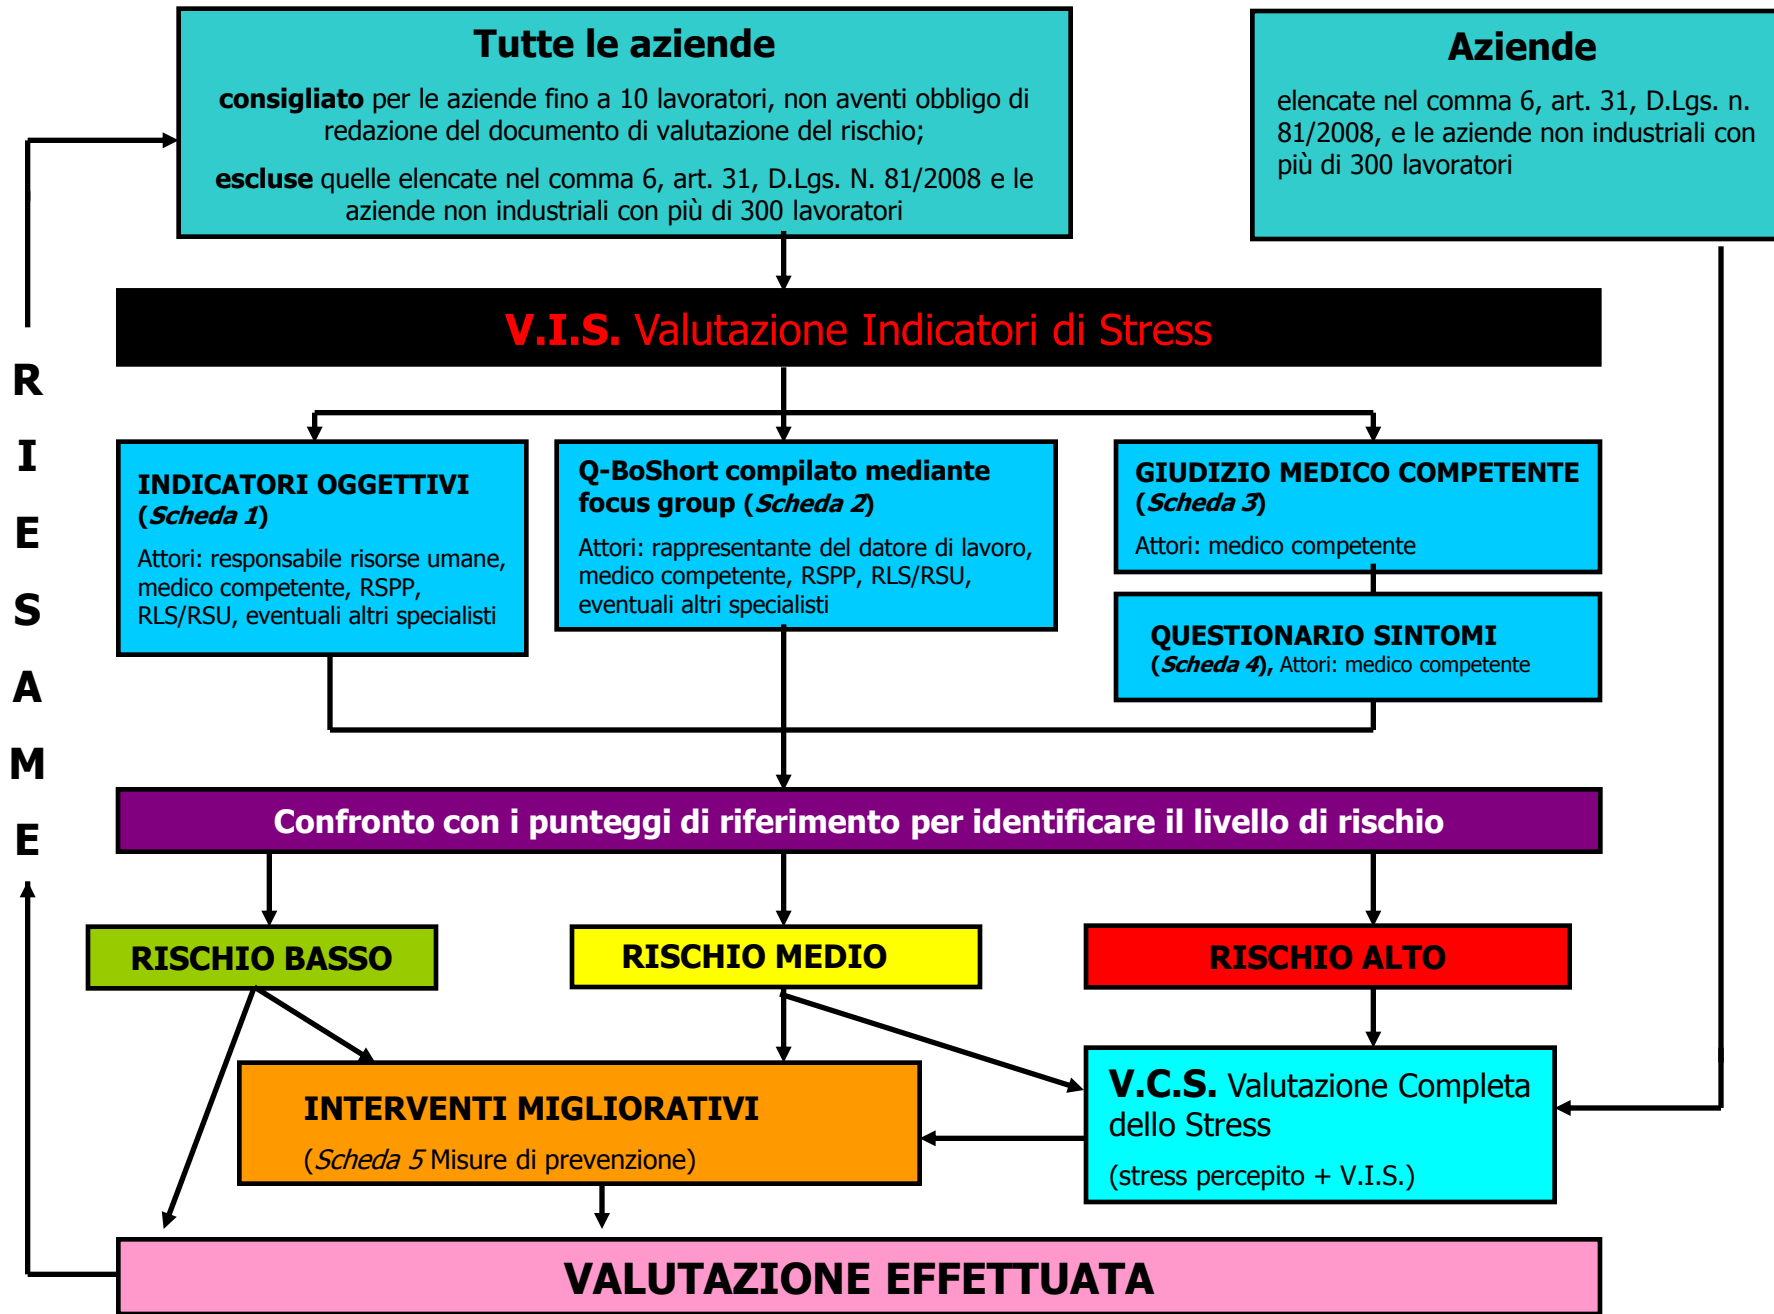 Tutte le aziende
consigliato per le aziende fino a 10 lavoratori, non aventi obbligo di
redazione del documento di valutazione del rischio;
escluse quelle elencate nel comma 6, art. 31, D.Lgs. N. 81/2008 e le
aziende non industriali con più di 300 lavoratori
Aziende
elencate nel comma 6, art. 31, D.Lgs. n.
81/2008, e le aziende non industriali con
più di 300 lavoratori
V.I.S. Valutazione Indicatori di Stress
R
I
E
S
A
M
E
INDICATORI OGGETTIVI
(Scheda 1)
Attori: responsabile risorse umane,
medico competente, RSPP,
RLS/RSU, eventuali altri specialisti
Q-BoShort compilato mediante
focus group (Scheda 2)
Attori: rappresentante del datore di lavoro,
medico competente, RSPP, RLS/RSU,
eventuali altri specialisti
GIUDIZIO MEDICO COMPETENTE
(Scheda 3)
Attori: medico competente
QUESTIONARIO SINTOMI
(Scheda 4), Attori: medico competente
Confronto con i punteggi di riferimento per identificare il livello di rischio
RISCHIO BASSO
RISCHIO MEDIO
RISCHIO ALTO
INTERVENTI MIGLIORATIVI
(Scheda 5 Misure di prevenzione)
V.C.S. Valutazione Completa
dello Stress
(stress percepito + V.I.S.)
VALUTAZIONE EFFETTUATA